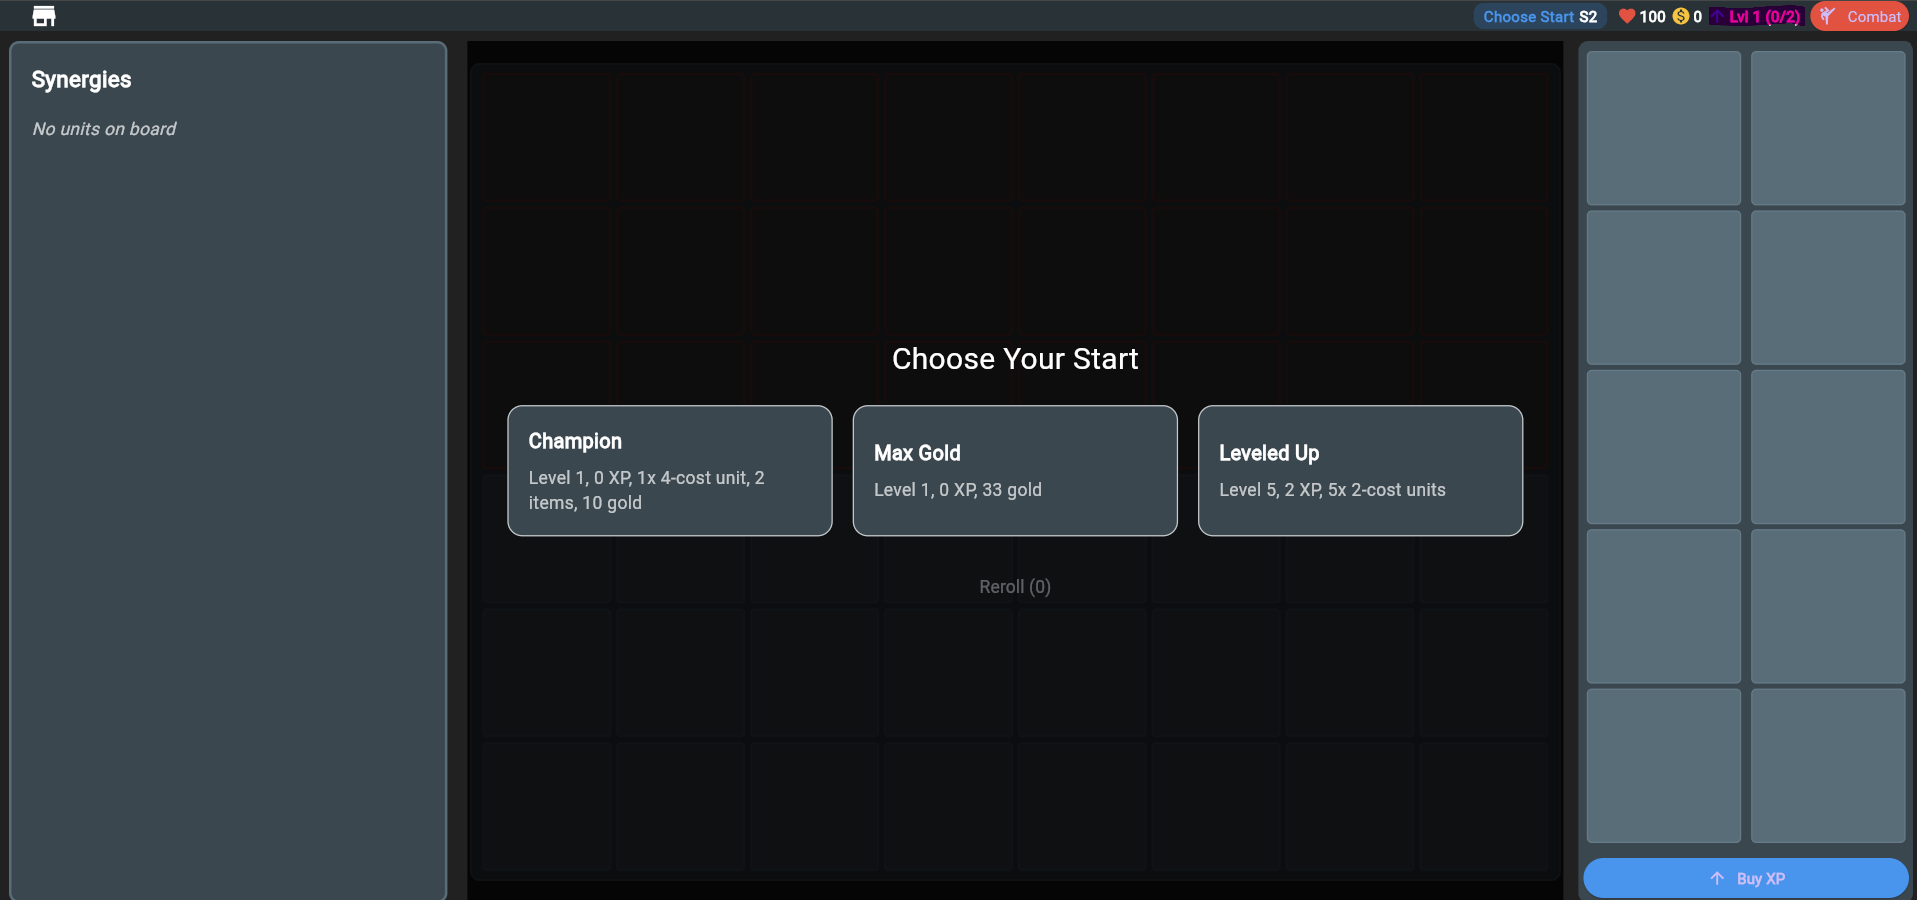 Choose Start S2
100
0
Lvl 1 (0/2)
Combat
Synergies
No units on board
Choose Your Start
Champion
Level 1, 0 XP, 1x 4-cost unit, 2
items, 10 gold
Max Gold
Level 1, 0 XP, 33 gold
Leveled Up
Level 5, 2 XP, 5x 2-cost units
Reroll (0)
Buy XP